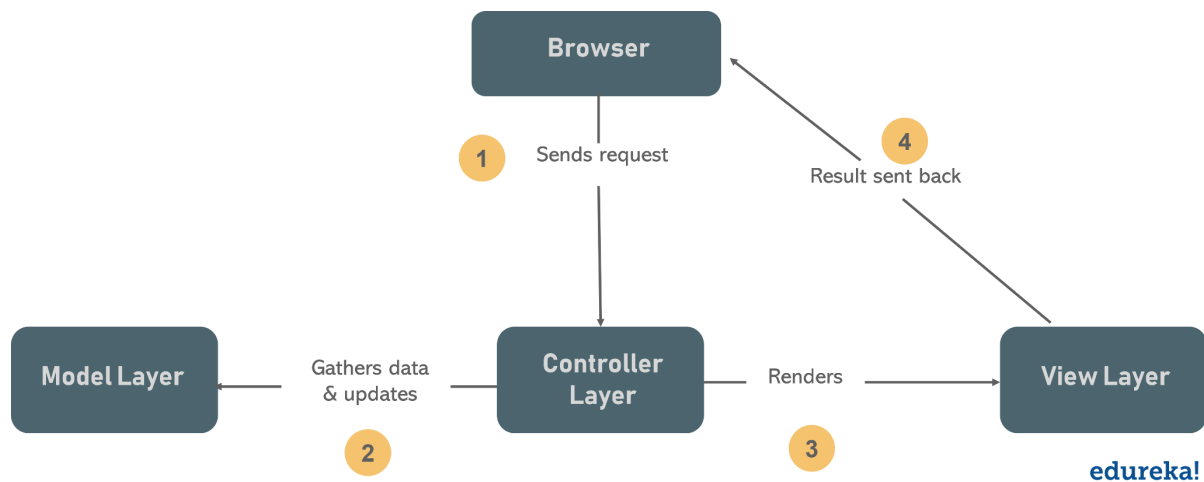 Browser
1
Sends request
4
Result sent back
Model Layer
Gathers data
& updates
2
Controller
Layer
Renders
3
View Layer
edureka!